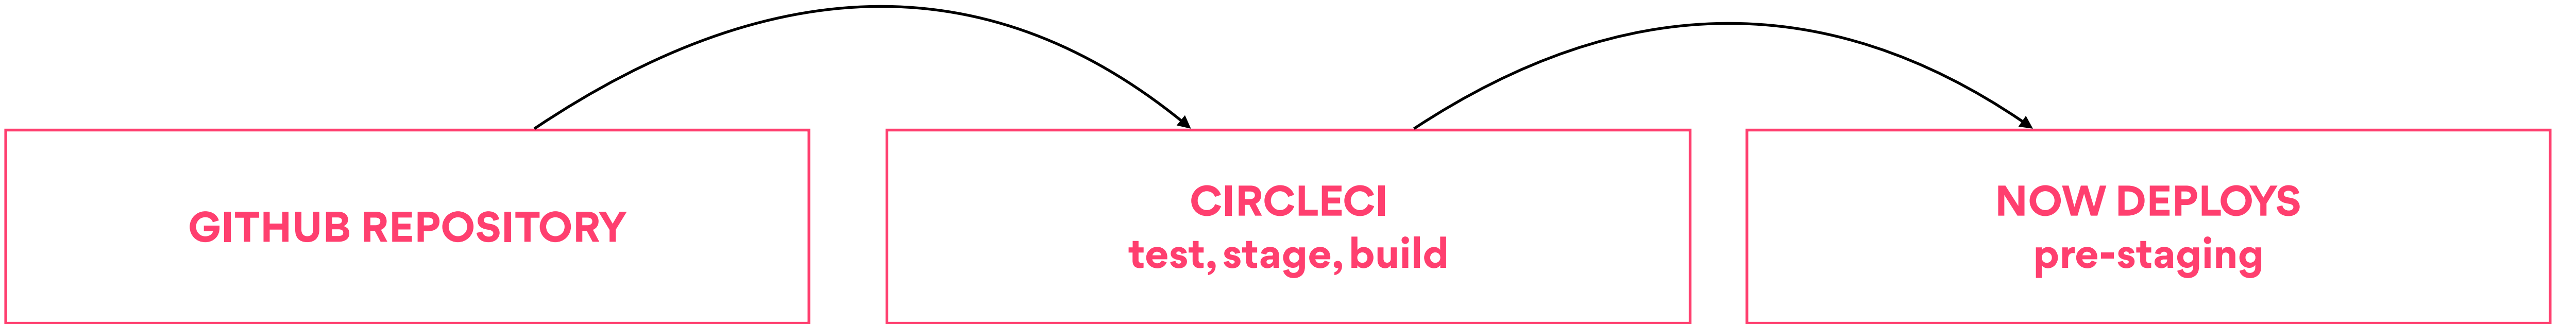 GITHUB REPOSITORY
CIRCLECI
test, stage, build
NOW DEPLOYS
pre-staging